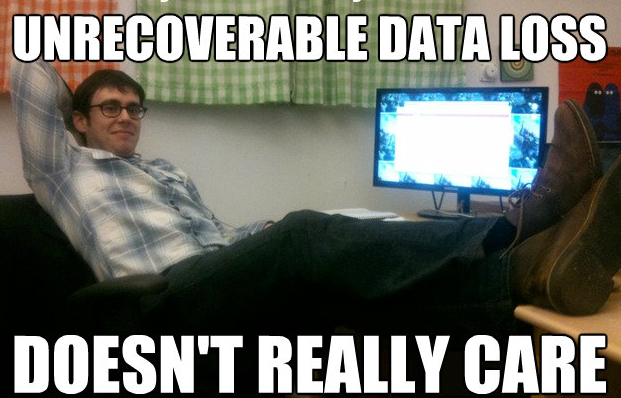 UNRECOVERABLE DATA LOSS
DOESN'T REALLY CARE